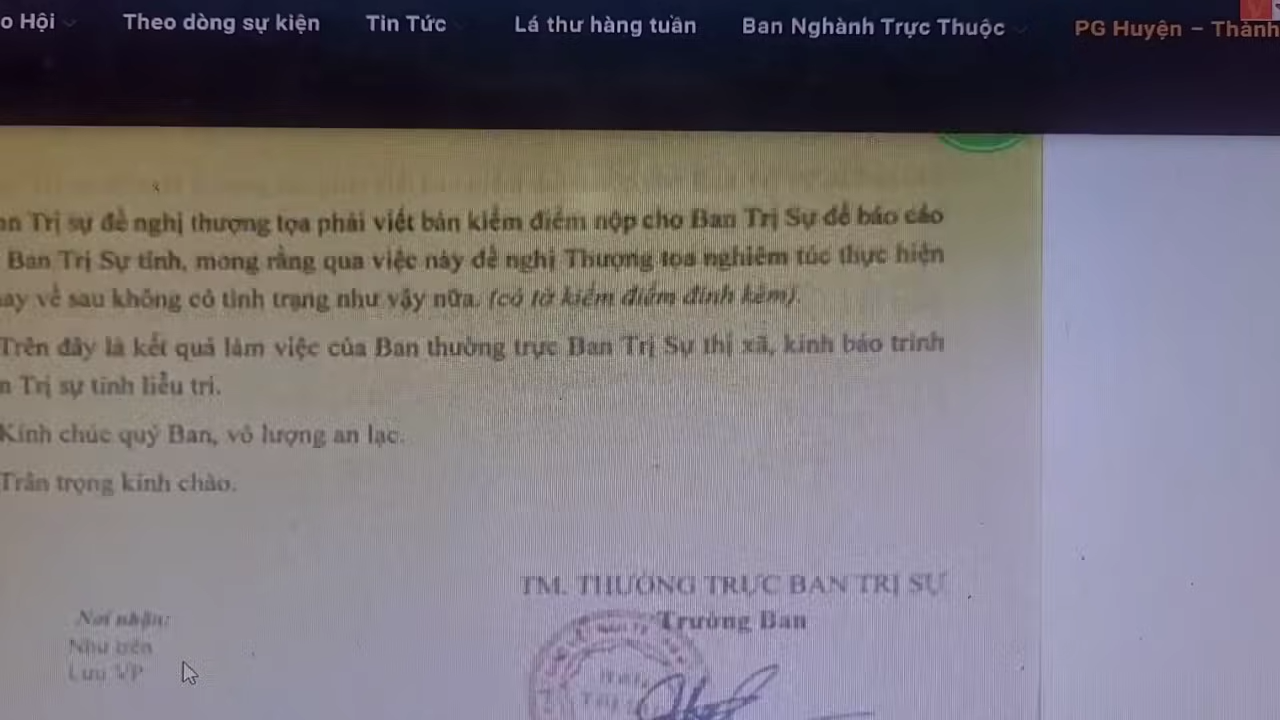 o Hội Theo dòng sự kiện Tin Tức Lá thư hàng tuần Ban Nghành Trực Thuộc PG Huyện – Thành
an Trị sự đề nghị thượng tọa phải viết bản kiểm điểm nộp cho Ban Trị Sự để báo cáo
Ban Trị Sự tỉnh, mong rằng qua việc này đề nghị Thượng tọa nghiêm túc thực hiện
ay về sau không có tình trạng như vậy nữa. (có tờ kiểm điểm đính kèm).
Trên đây là kết quả làm việc của Ban thường trực Ban Trị Sự thị xã, kính báo trình
n Trị sự tỉnh liễu tri.
Kính chúc quý Ban, vô lượng an lạc.
Trân trọng kính chào.
TM. THƯỜNG TRỰC BAN TRỊ SỰ
Trưởng Ban
Nơi nhận:
Như trên
Lưu VP